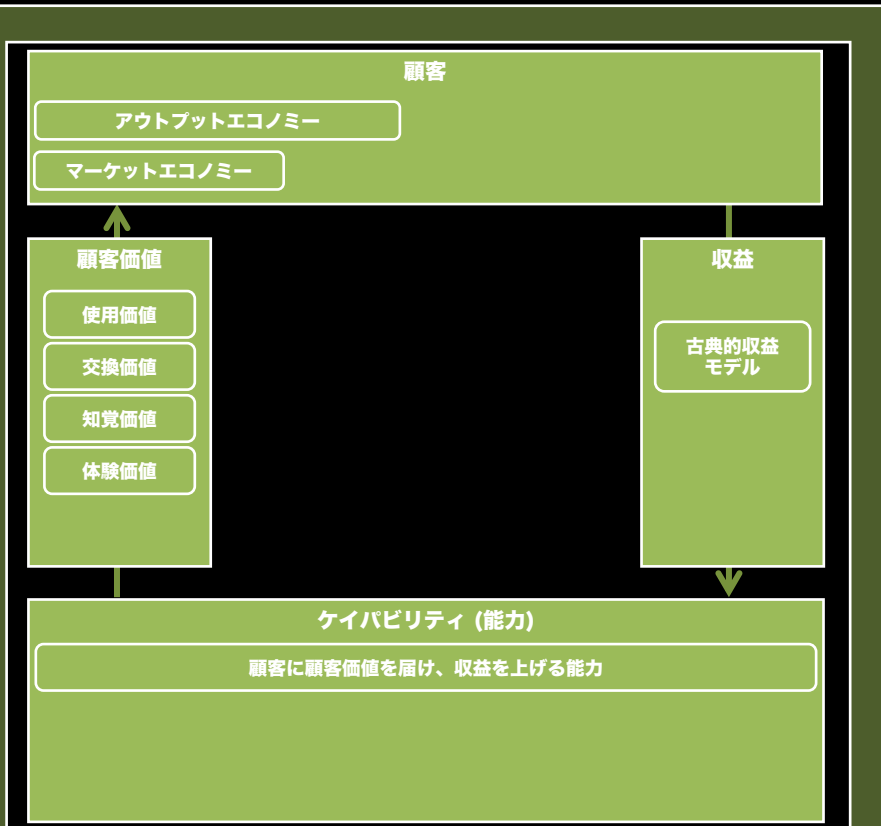 顧客
アウトプットエコノミー
マーケットエコノミー
顧客価値
使用価値
交換価値
知覚価値
体験価値
収益
古典的収益
モデル
ケイパビリティ (能力)
顧客に顧客価値を届け、収益を上げる能力